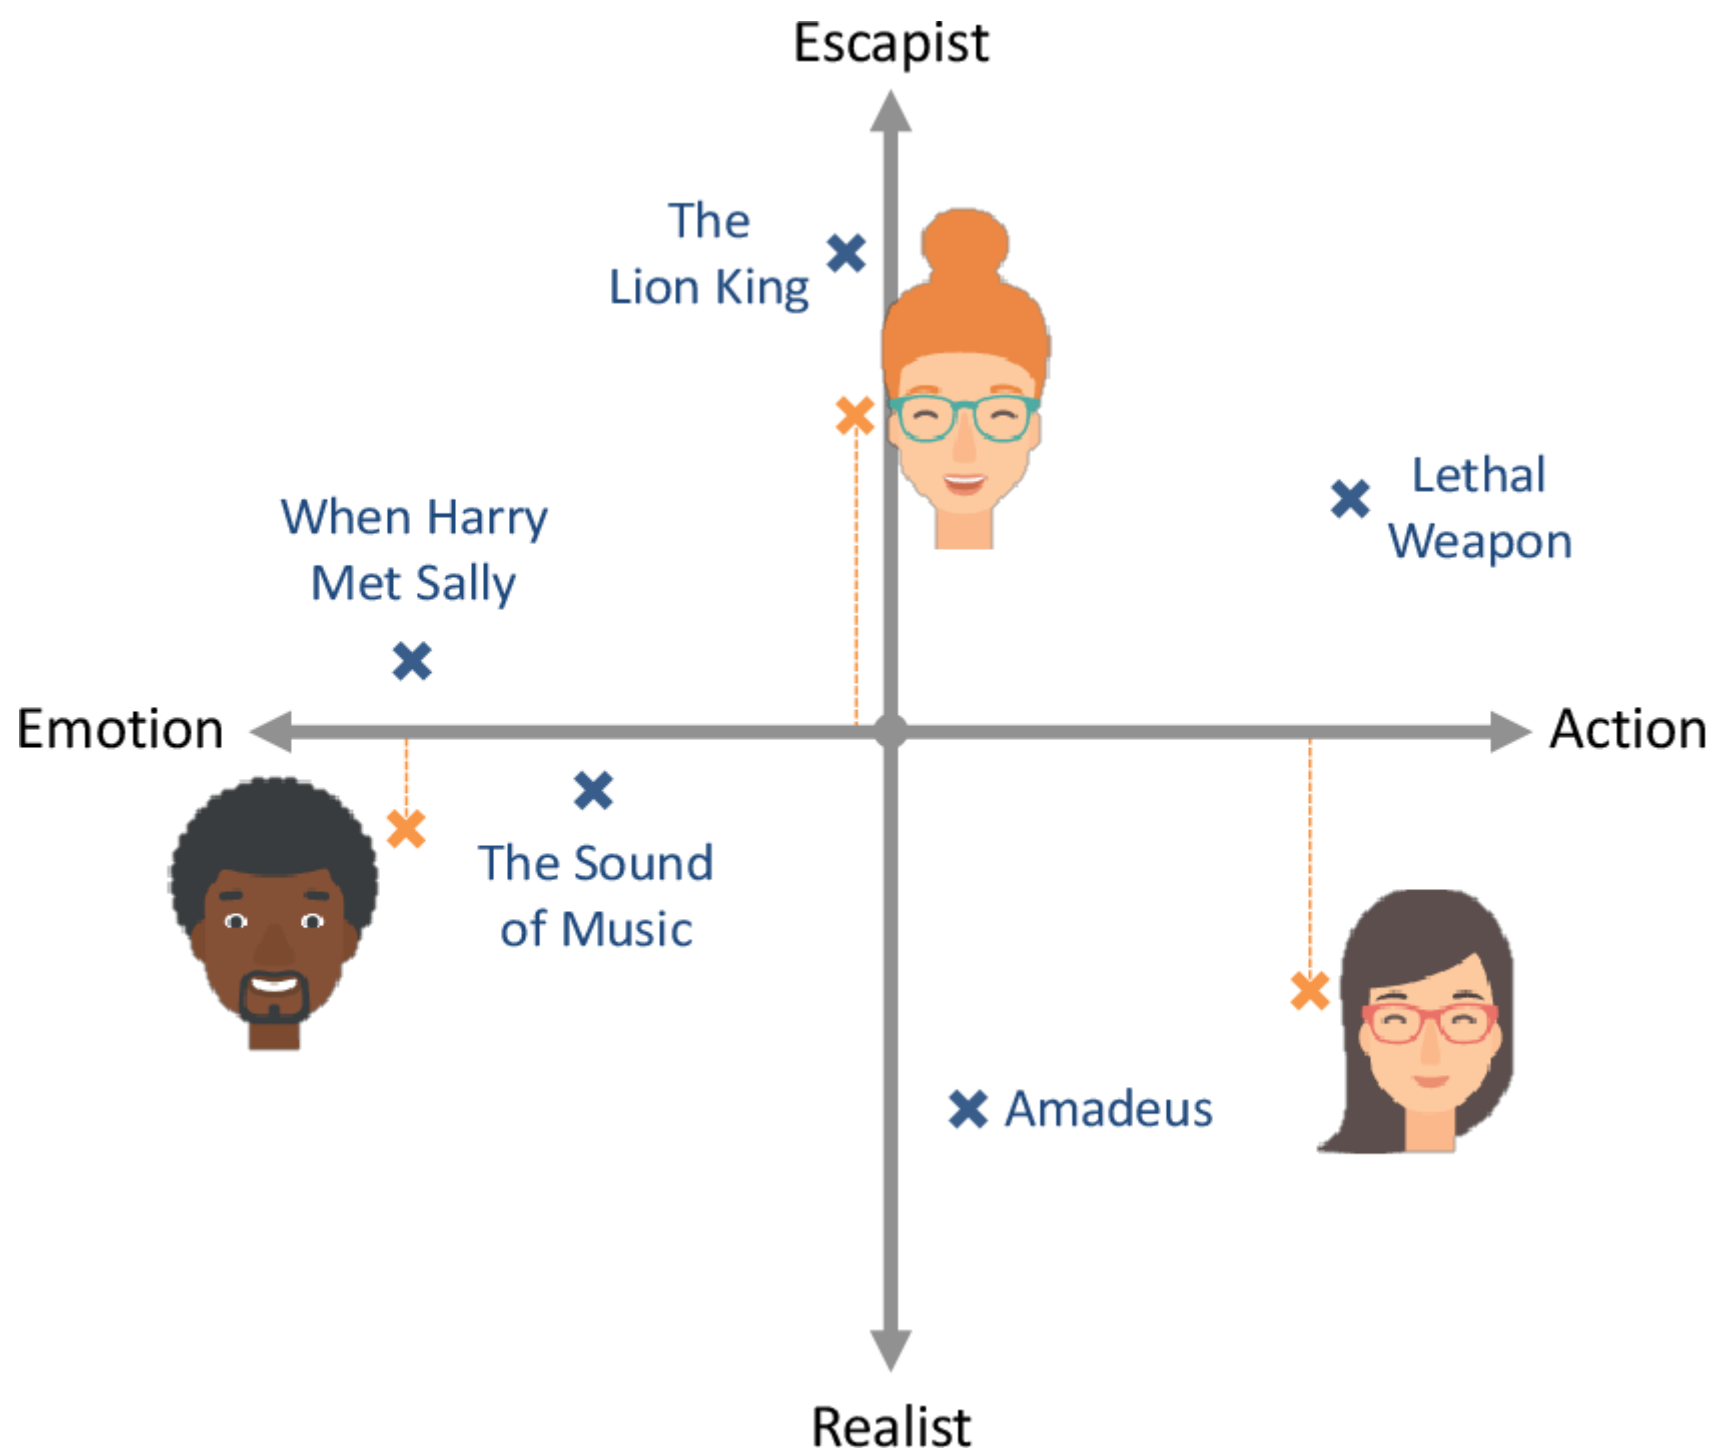 Escapist
The
Lion King
Lethal
Weapon
When Harry
Met Sally
Emotion
Action
The Sound
of Music
Amadeus
Realist